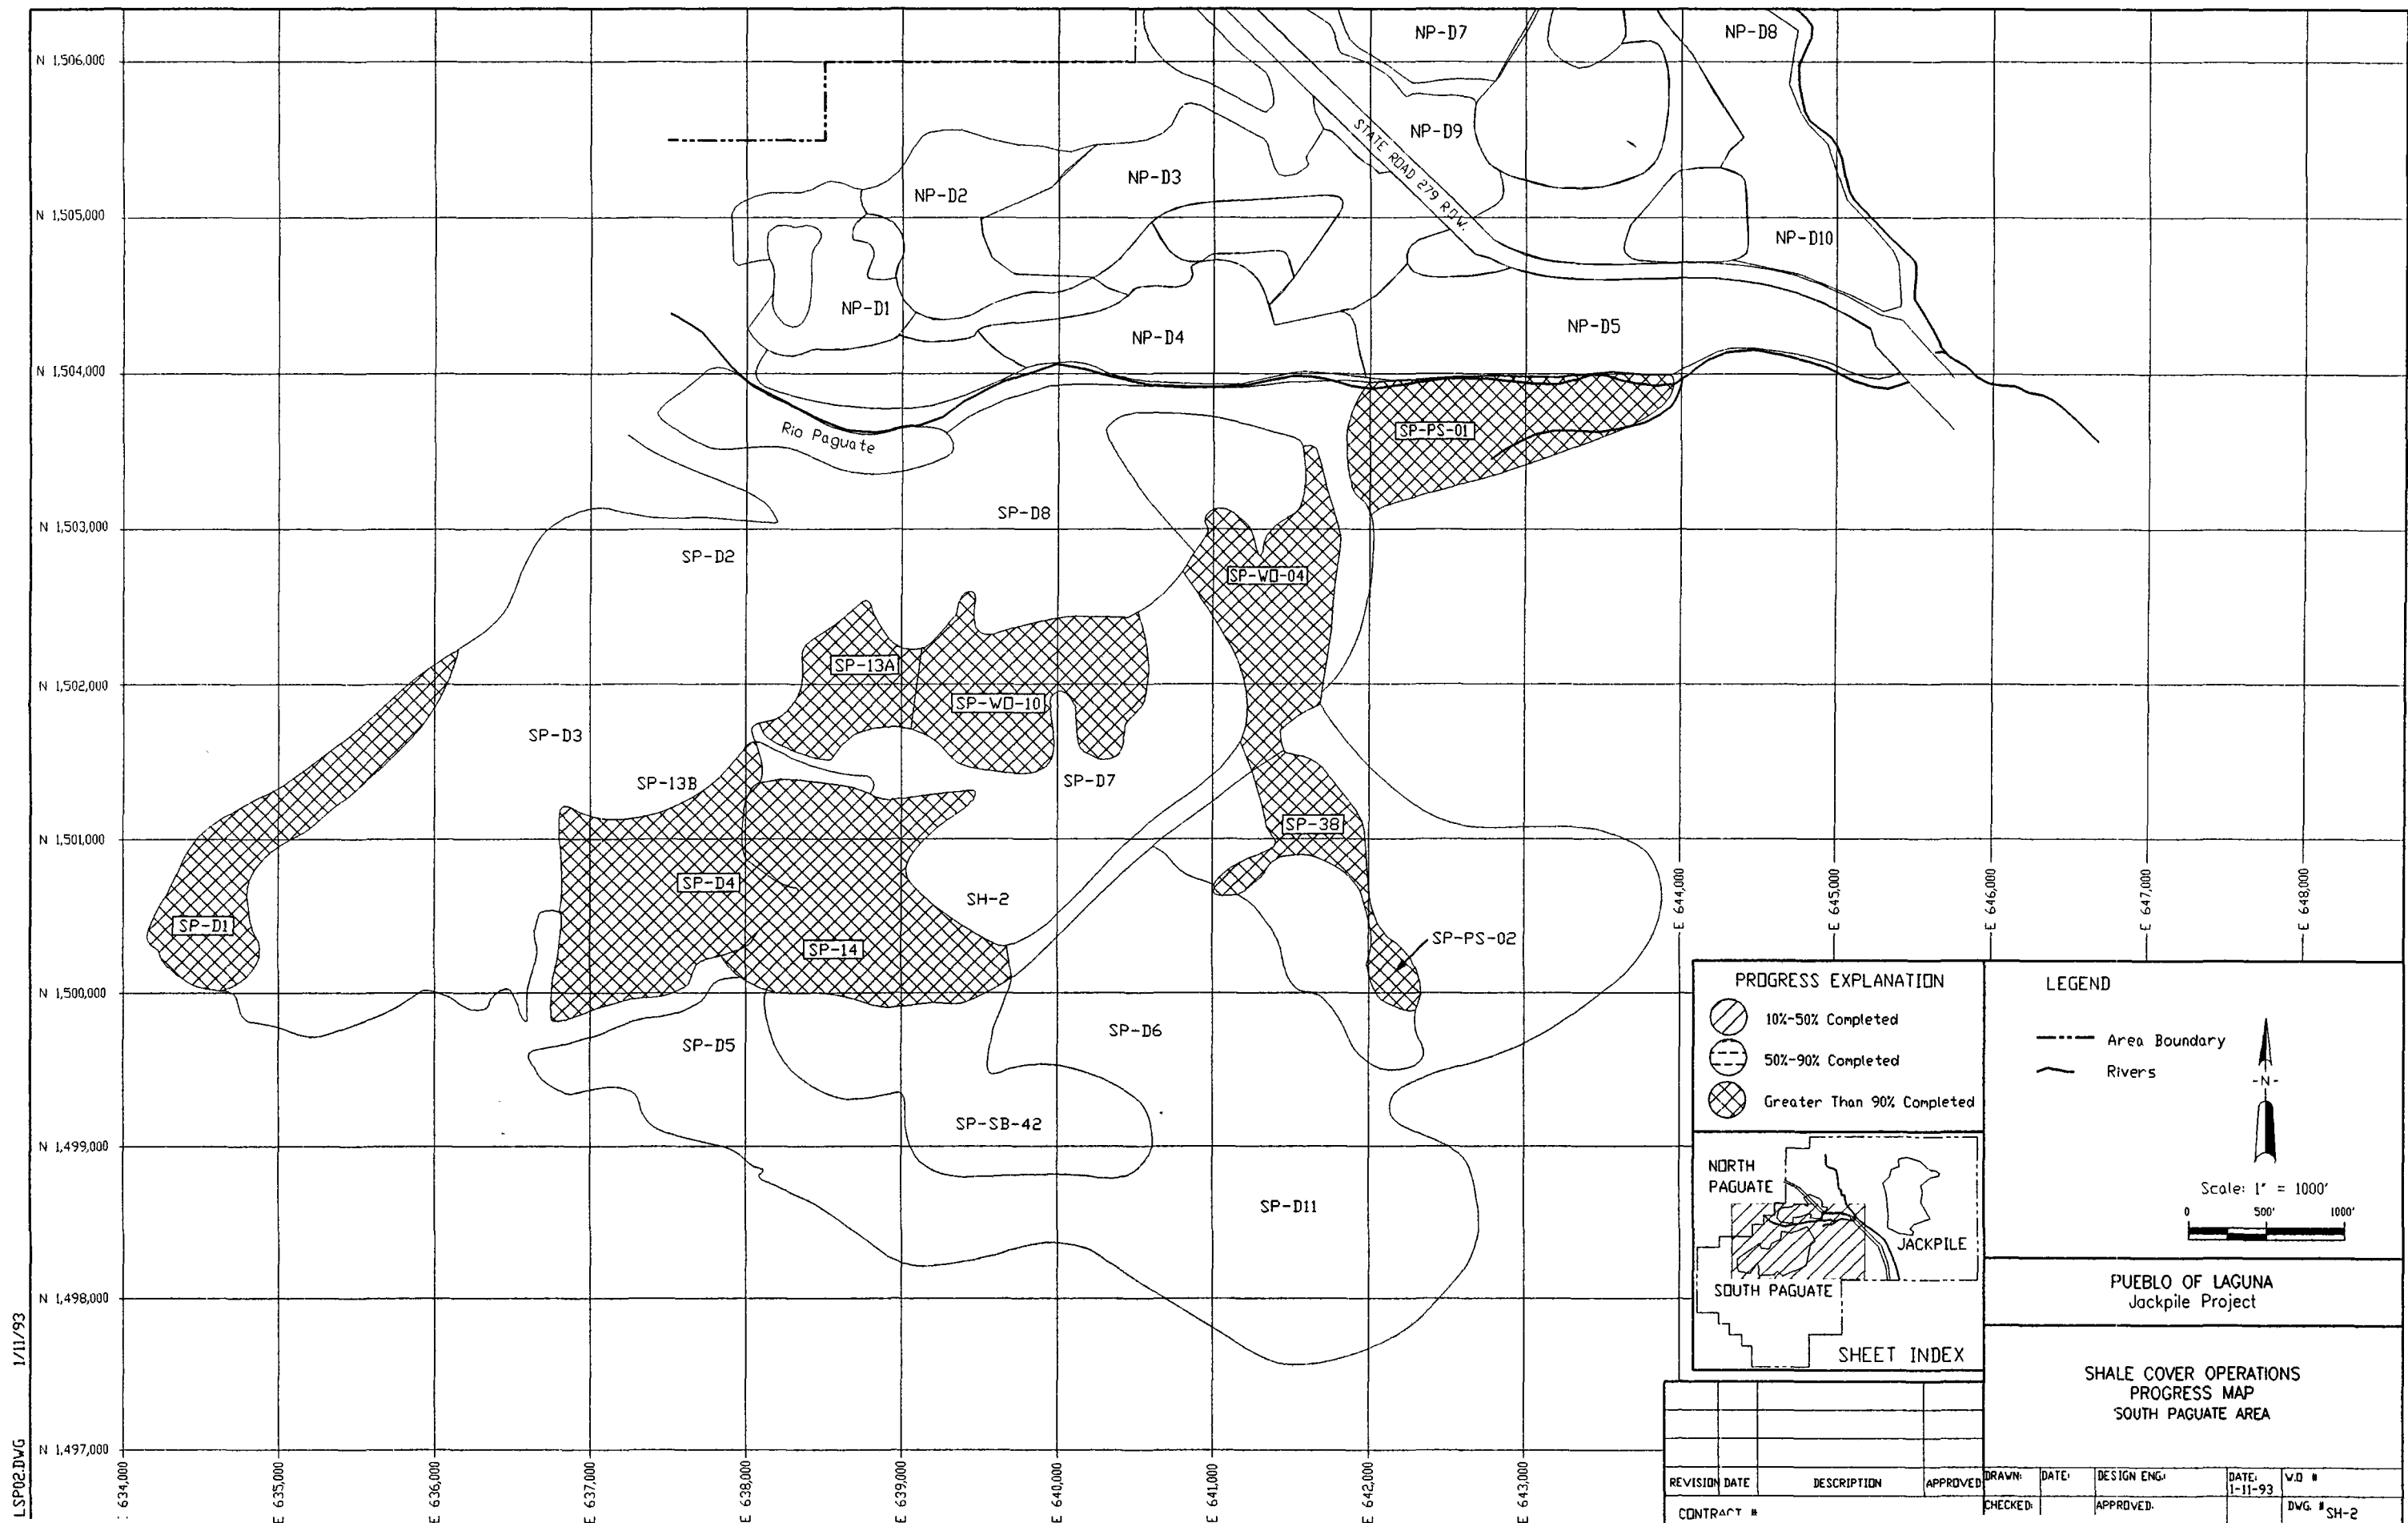 NP-D7
NP-D8
N 1,506,000
STATE ROAD 279 R.O.W.
NP-D9
NP-D3
NP-D2
N 1,505,000
NP-D10
NP-D1
NP-D5
NP-D4
N 1,504,000
Rio Paguate
SP-PS-01
SP-D8
N 1,503,000
SP-D2
SP-WD-04
SP-13A
N 1,502,000
SP-WD-10
SP-D3
SP-13B
SP-D7
SP-38
N 1,501,000
SP-D4
SH-2
SP-D1
SP-14
SP-PS-02
E 644,000
E 645,000
E 646,000
E 647,000
E 648,000
N 1,500,000
SP-D6
SP-D5
SP-SB-42
N 1,499,000
SP-D11
N 1,498,000
N 1,497,000
E 634,000
E 635,000
E 636,000
E 637,000
E 638,000
E 639,000
E 640,000
E 641,000
E 642,000
E 643,000
LSP02.DWG 1/11/93
PROGRESS EXPLANATION
10%-50% Completed
50%-90% Completed
Greater Than 90% Completed
LEGEND
Area Boundary
Rivers
-N-
Scale: 1" = 1000'
0 500' 1000'
NORTH
PAGUATE
JACKPILE
SOUTH PAGUATE
SHEET INDEX
PUEBLO OF LAGUNA
Jackpile Project
SHALE COVER OPERATIONS
PROGRESS MAP
SOUTH PAGUATE AREA
REVISION DATE DESCRIPTION APPROVED
CONTRACT #
DRAWN: DATE: DESIGN ENG.: DATE: 1-11-93 W.O #
CHECKED: APPROVED: DWG. # SH-2